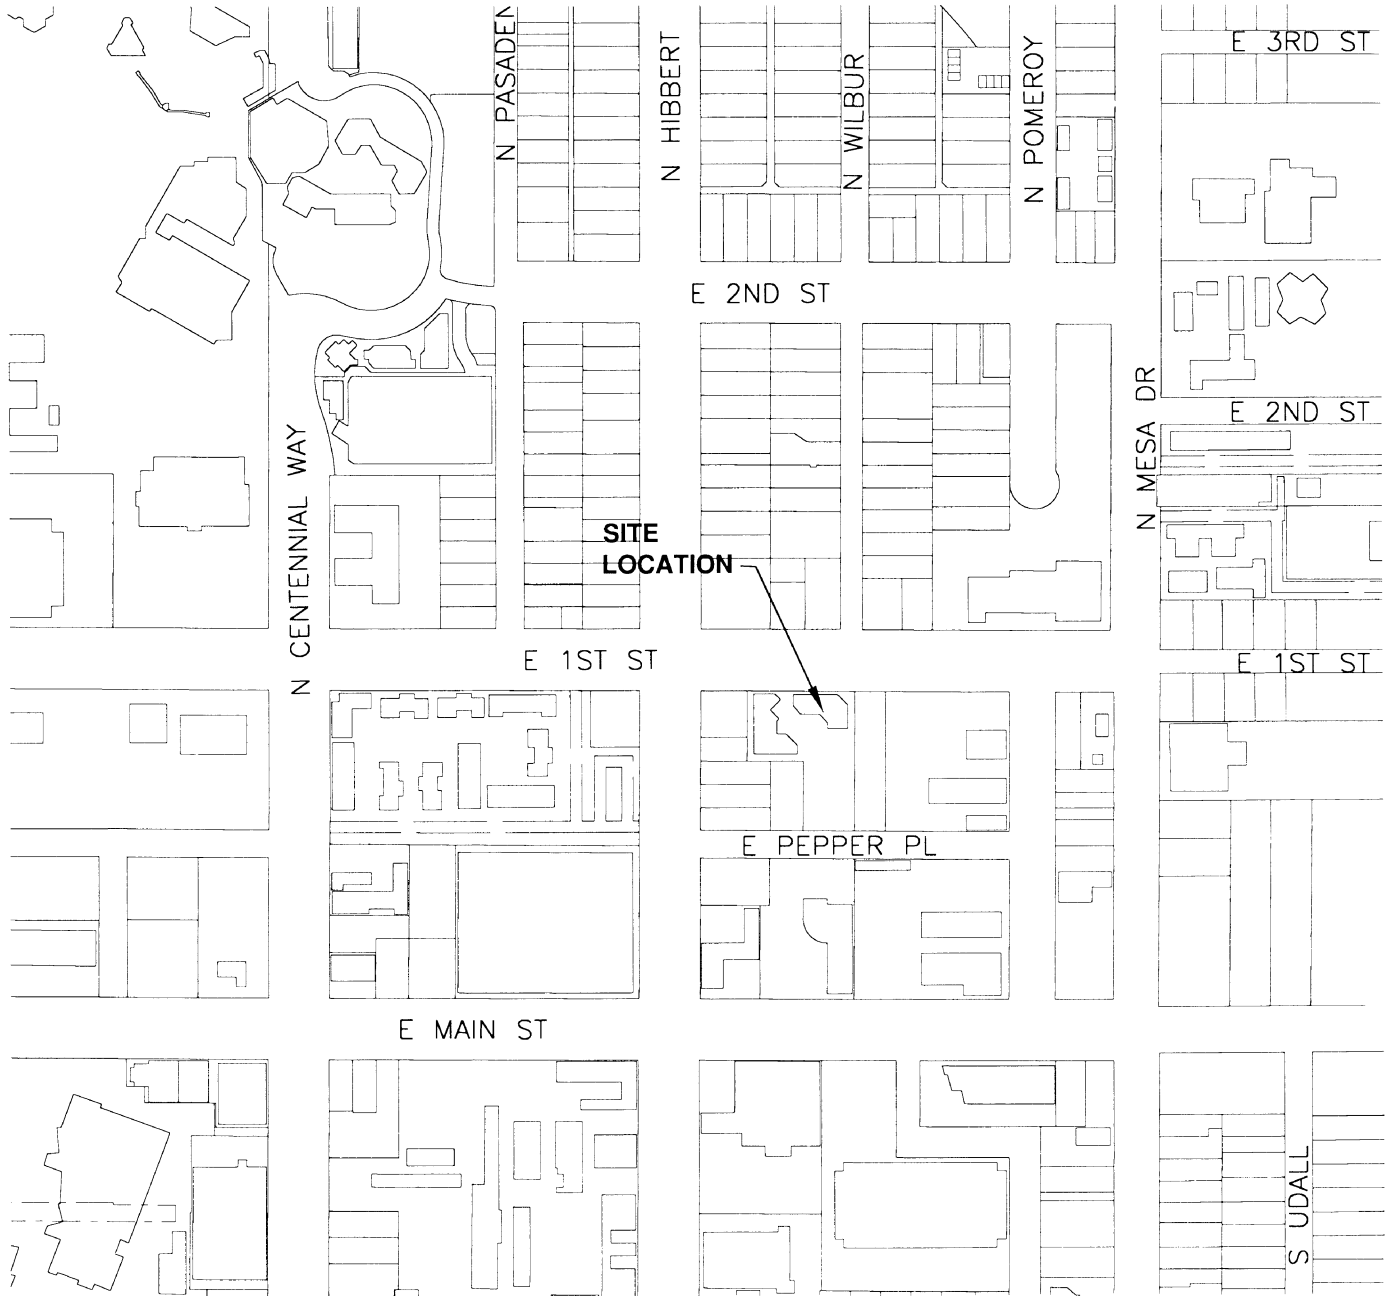 E 3RD ST
N PASADEN
N HIBBERT
N WILBUR
N POMEROY
E 2ND ST
N MESA DR
E 2ND ST
N CENTENNIAL WAY
SITE
LOCATION
E 1ST ST
E 1ST ST
E PEPPER PL
E MAIN ST
S UDALL